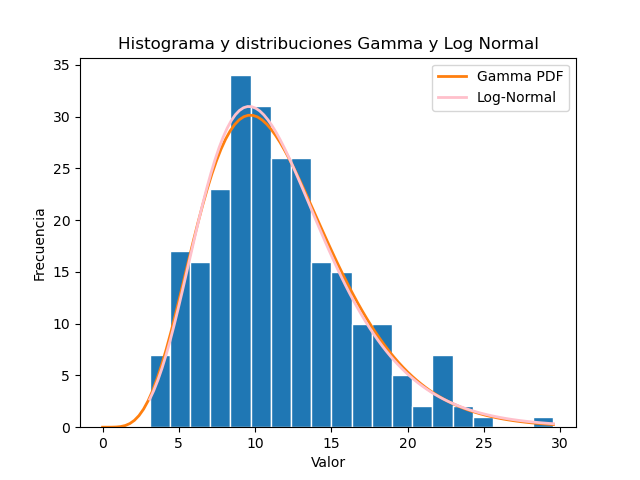 Histograma y distribuciones Gamma y Log Normal
Gamma PDF
Log-Normal
Frecuencia
35
30
25
20
15
10
5
0
0 5 10 15 20 25 30
Valor